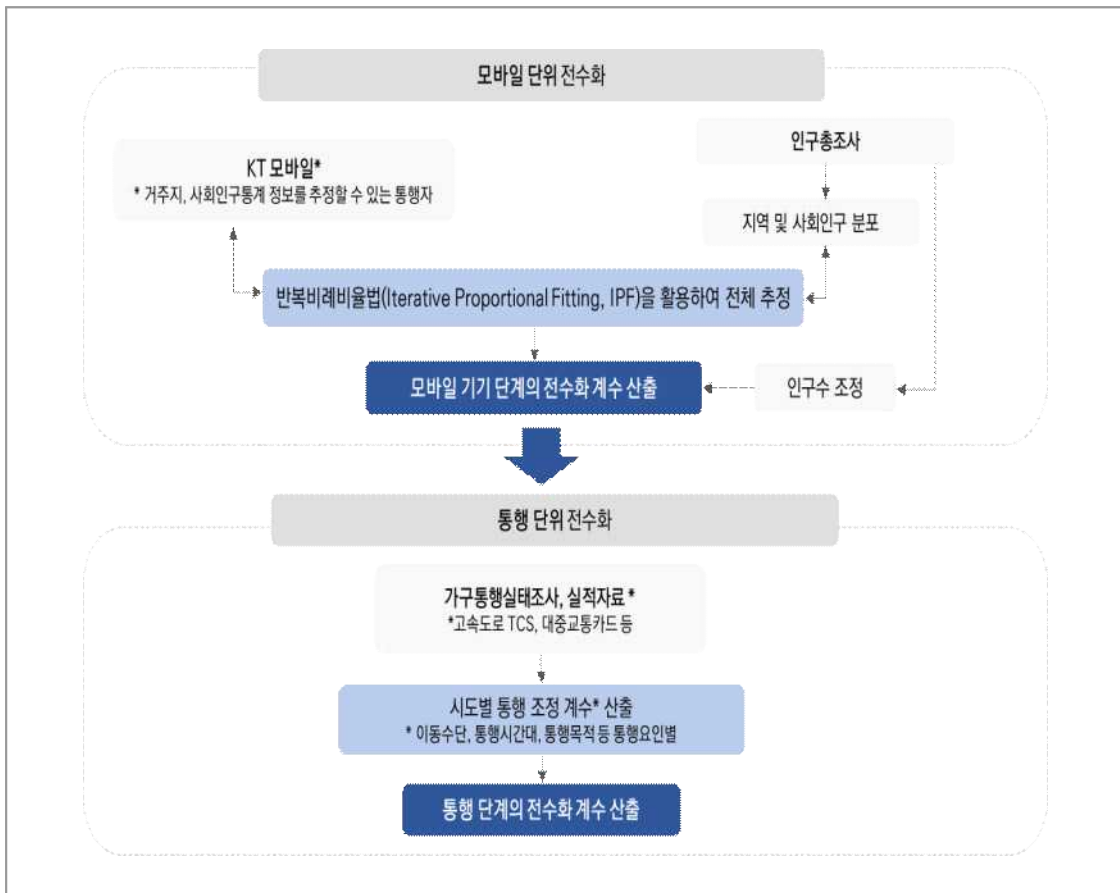 모바일 단위 전수화
KT 모바일*
* 거주지, 사회인구통계 정보를 추정할 수 있는 통행자
인구총조사
지역 및 사회인구 분포
반복비례비율법(Iterative Proportional Fitting, IPF)을 활용하여 전체 추정
모바일 기기 단계의 전수화 계수 산출
인구수 조정
통행 단위 전수화
가구통행실태조사, 실적자료 *
*고속도로 TCS, 대중교통카드 등
시도별 통행 조정 계수* 산출
* 이동수단, 통행시간대, 통행목적 등 통행요인별
통행 단계의 전수화 계수 산출